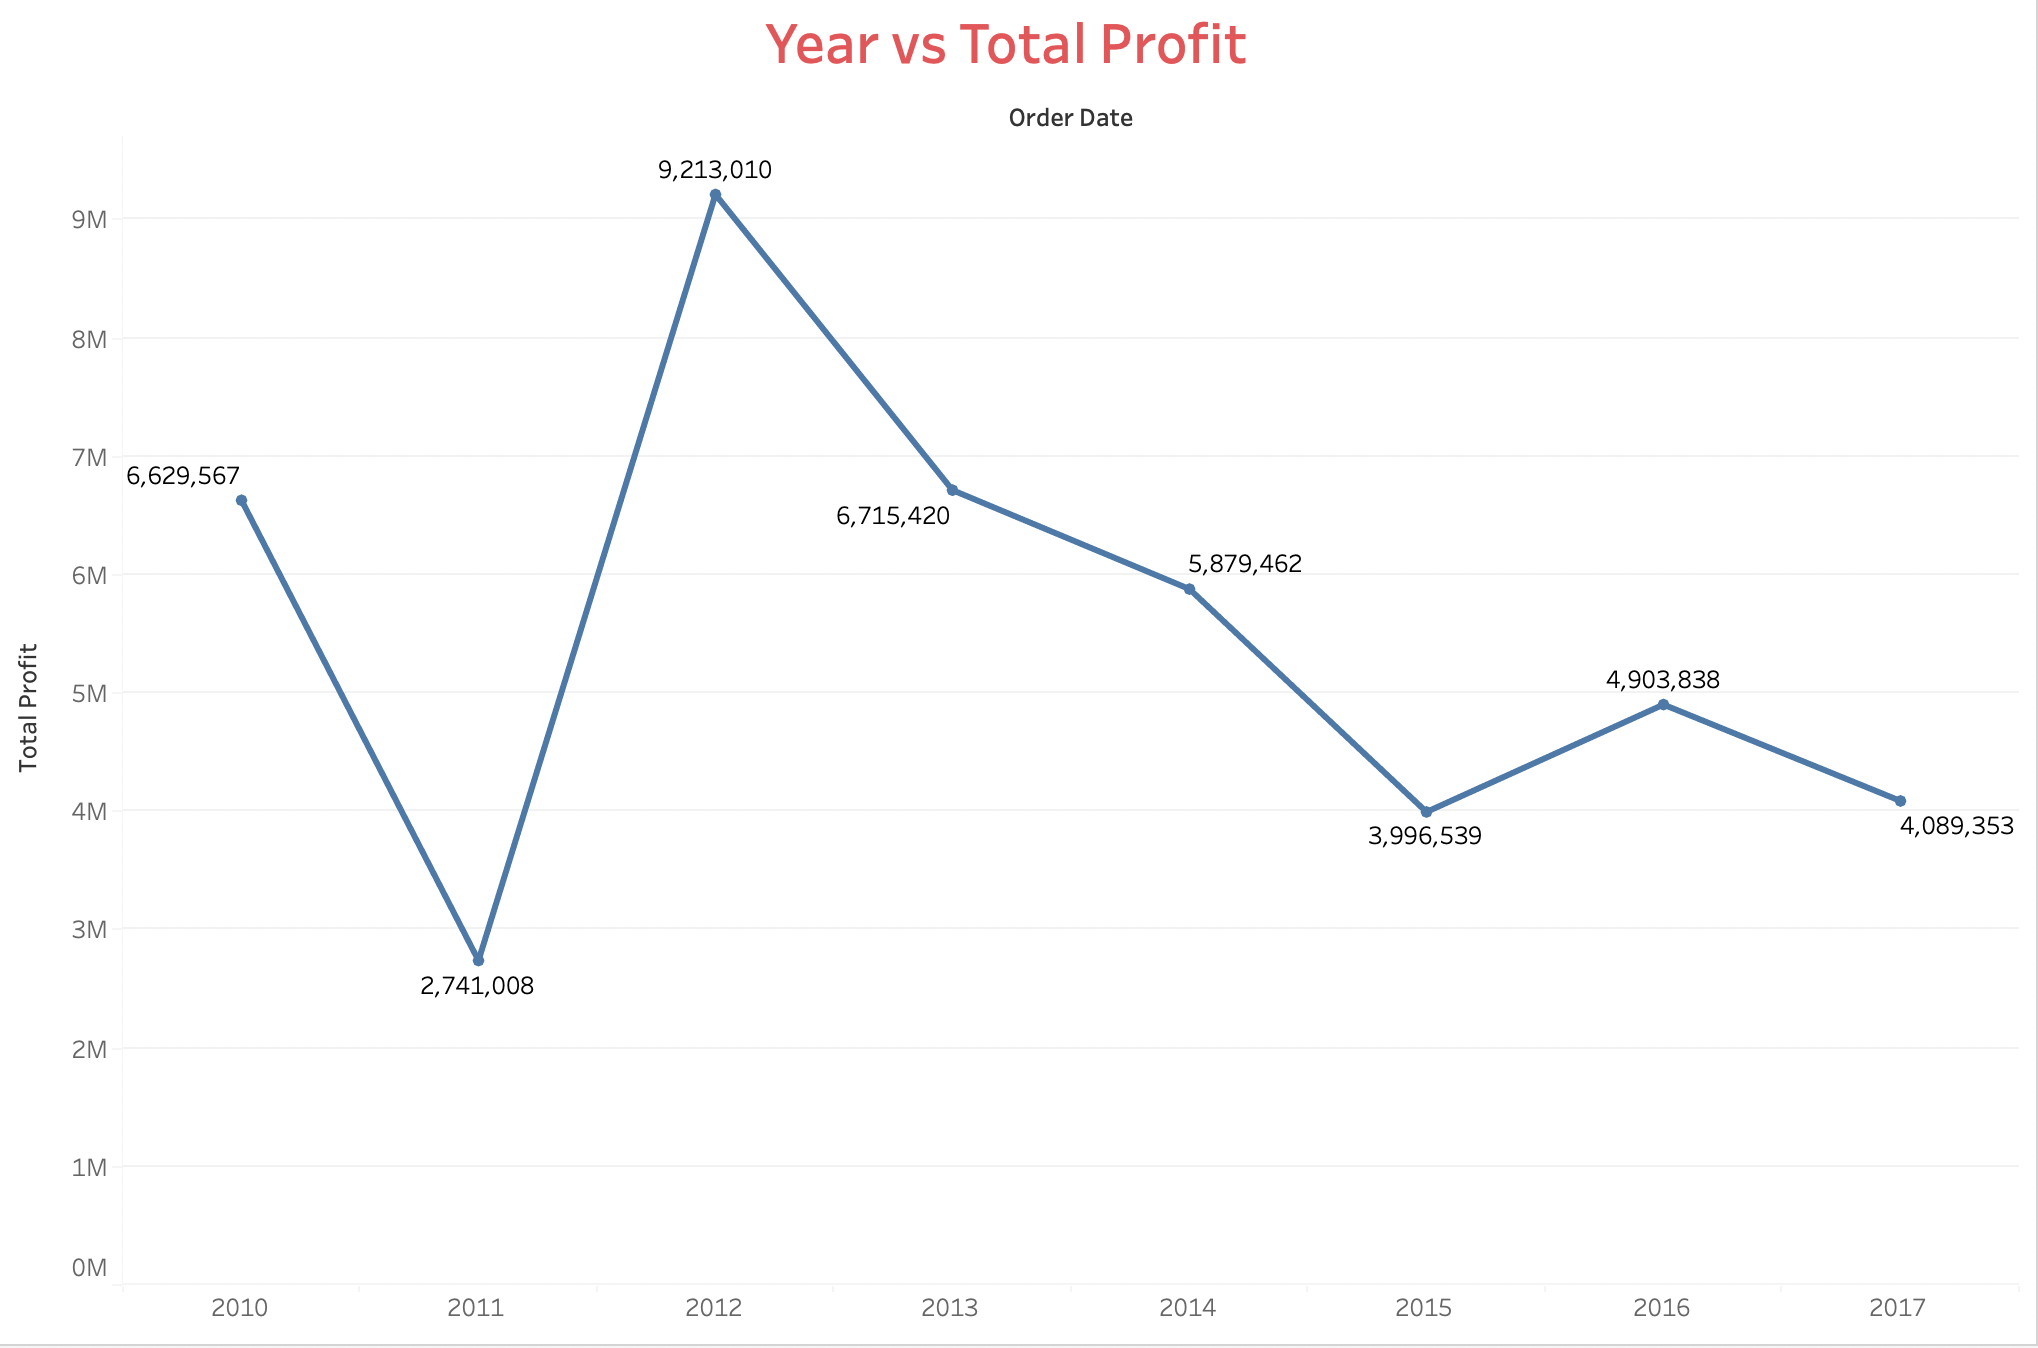 Year vs Total Profit
Order Date
9,213,010
9M
8M
7M
6,629,567
6,715,420
5,879,462
6M
Total Profit
5M
4,903,838
4M
3,996,539
4,089,353
3M
2,741,008
2M
1M
0M
2010 2011 2012 2013 2014 2015 2016 2017